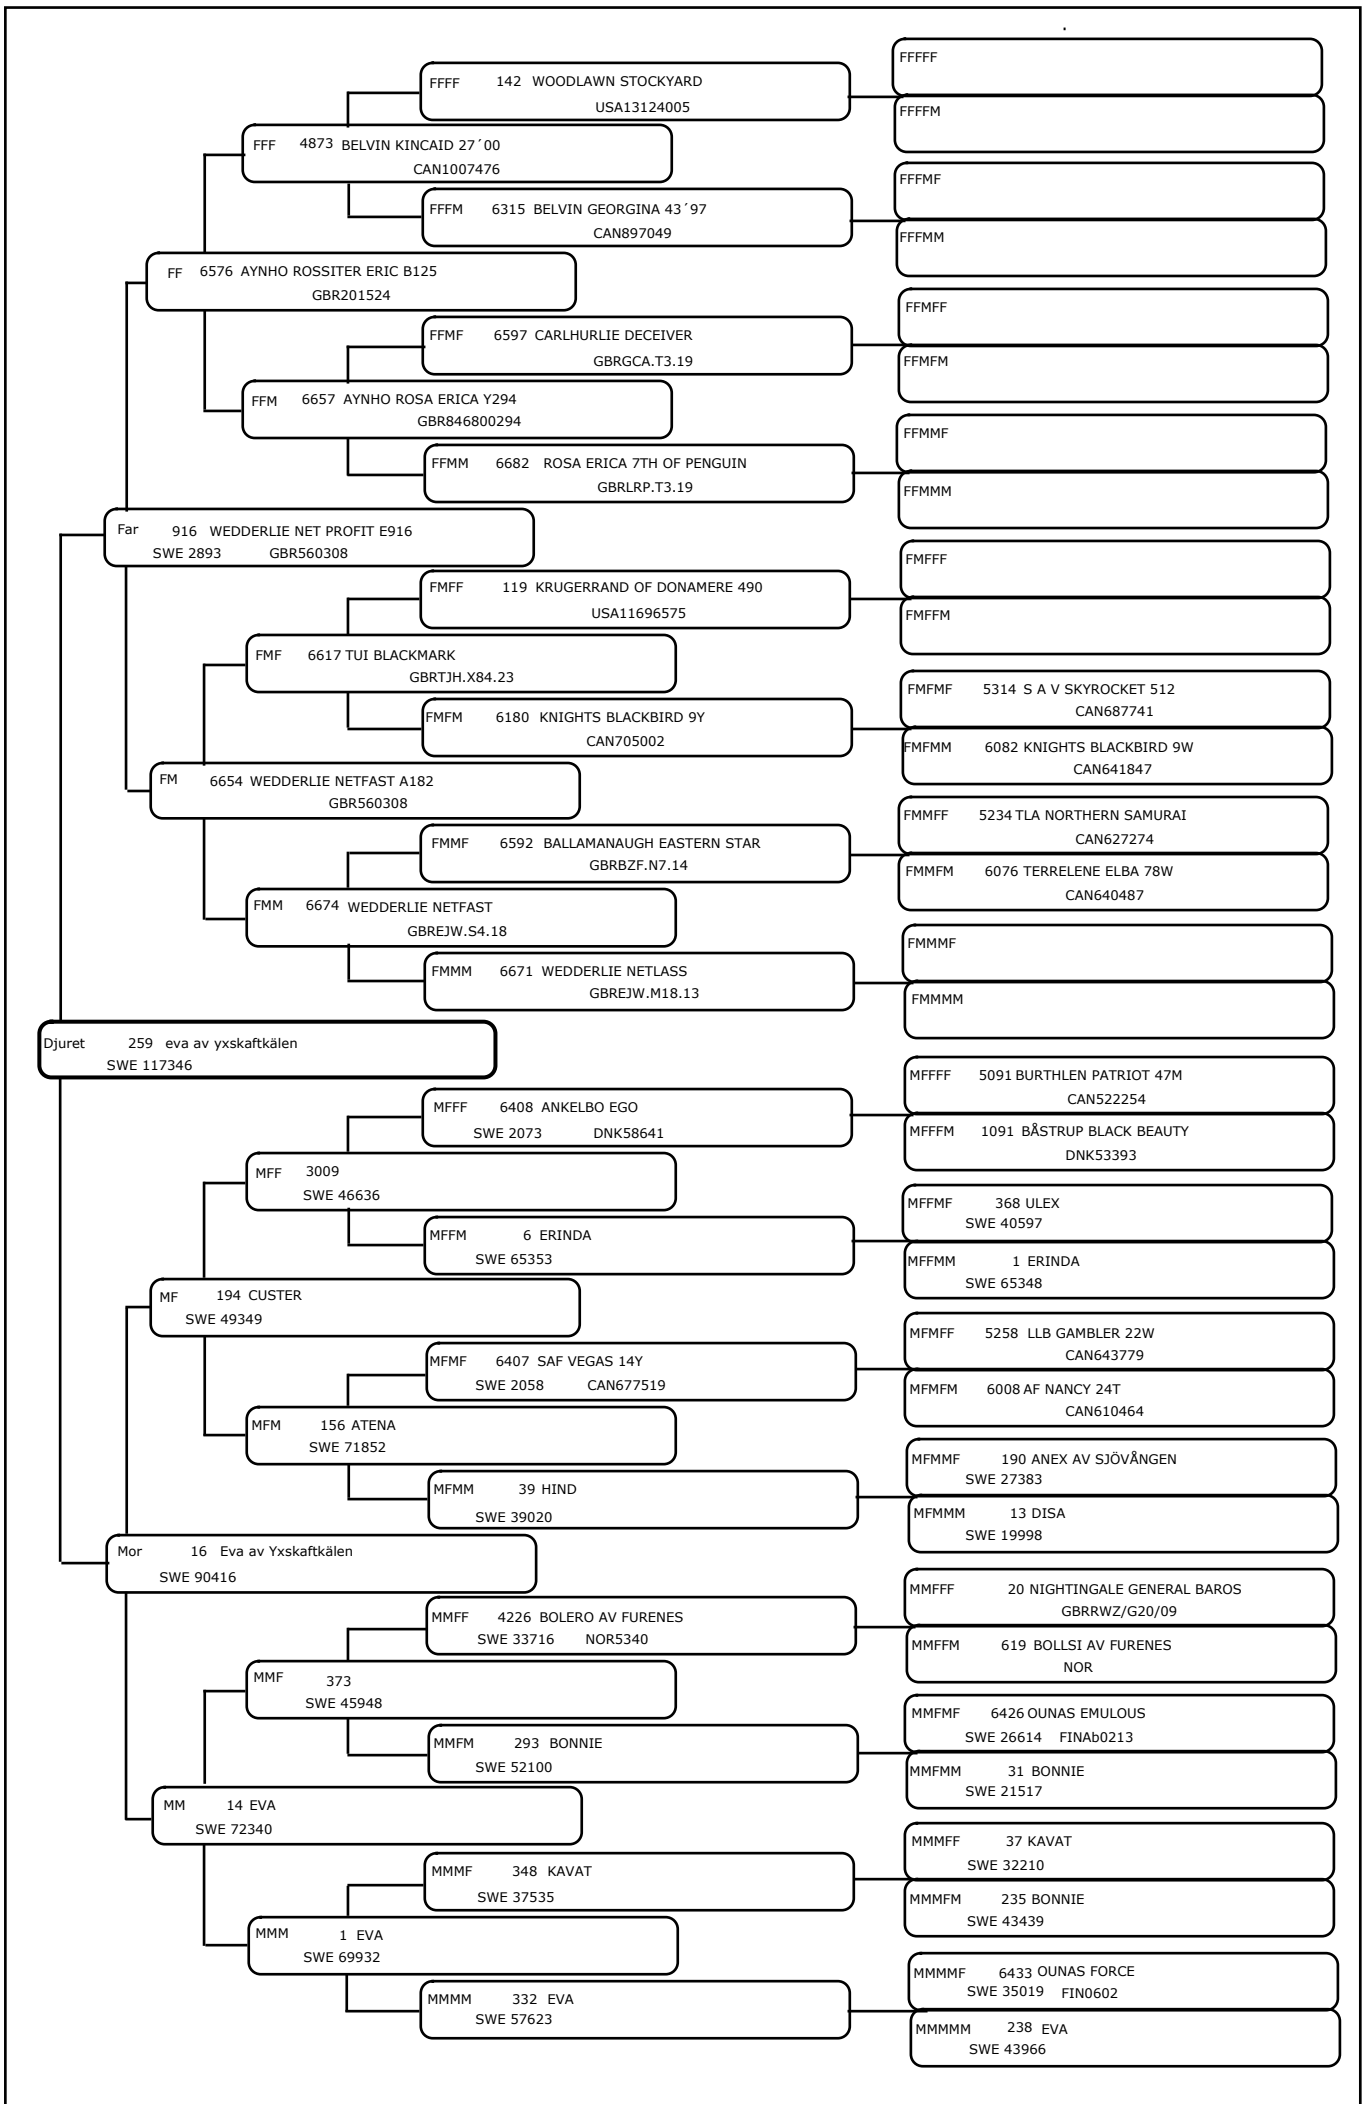 FFFFF
FFFF 142 WOODLAWN STOCKYARD
USA13124005
FFFFM
FFF 4873 BELVIN KINCAID 27´00
CAN1007476
FFFMF
FFFM 6315 BELVIN GEORGINA 43´97
CAN897049
FFFMM
FF 6576 AYNHO ROSSITER ERIC B125
GBR201524
FFMFF
FFMF 6597 CARLHURLIE DECEIVER
GBRGCA.T3.19
FFMFM
FFM 6657 AYNHO ROSA ERICA Y294
GBR846800294
FFMMF
FFMM 6682 ROSA ERICA 7TH OF PENGUIN
GBRLRP.T3.19
FFMMM
Far 916 WEDDERLIE NET PROFIT E916
SWE 2893 GBR560308
FMFFF
FMFF 119 KRUGERRAND OF DONAMERE 490
USA11696575
FMFFM
FMF 6617 TUI BLACKMARK
GBRTJH.X84.23
FMFMF 5314 S A V SKYROCKET 512
CAN687741
FMFM 6180 KNIGHTS BLACKBIRD 9Y
CAN705002
FMFMM 6082 KNIGHTS BLACKBIRD 9W
CAN641847
FM 6654 WEDDERLIE NETFAST A182
GBR560308
FMMFF 5234 TLA NORTHERN SAMURAI
CAN627274
FMMF 6592 BALLAMANAUGH EASTERN STAR
GBRBZF.N7.14
FMMFM 6076 TERRELENE ELBA 78W
CAN640487
FMM 6674 WEDDERLIE NETFAST
GBREJW.S4.18
FMMMF
FMMM 6671 WEDDERLIE NETLASS
GBREJW.M18.13
FMMMM
Djuret 259 eva av yxskaftkälen
SWE 117346
MFFFF 5091 BURTHLEN PATRIOT 47M
CAN522254
MFFF 6408 ANKELBO EGO
SWE 2073 DNK58641
MFFFM 1091 BÅSTRUP BLACK BEAUTY
DNK53393
MFF 3009
SWE 46636
MFFMF 368 ULEX
SWE 40597
MFFM 6 ERINDA
SWE 65353
MFFMM 1 ERINDA
SWE 65348
MF 194 CUSTER
SWE 49349
MFMFF 5258 LLB GAMBLER 22W
CAN643779
MFMF 6407 SAF VEGAS 14Y
SWE 2058 CAN677519
MFMFM 6008 AF NANCY 24T
CAN610464
MFM 156 ATENA
SWE 71852
MFMMF 190 ANEX AV SJÖVÅNGEN
SWE 27383
MFMM 39 HIND
SWE 39020
MFMMM 13 DISA
SWE 19998
Mor 16 Eva av Yxskaftkälen
SWE 90416
MMFFF 20 NIGHTINGALE GENERAL BAROS
GBRRWZ/G20/09
MMFF 4226 BOLERO AV FURENES
SWE 33716 NOR5340
MMFFM 619 BOLLSI AV FURENES
NOR
MMF 373
SWE 45948
MMFMF 6426 OUNAS EMULOUS
SWE 26614 FINAb0213
MMFM 293 BONNIE
SWE 52100
MMFMM 31 BONNIE
SWE 21517
MM 14 EVA
SWE 72340
MMMFF 37 KAVAT
SWE 32210
MMMF 348 KAVAT
SWE 37535
MMMFM 235 BONNIE
SWE 43439
MMM 1 EVA
SWE 69932
MMMMF 6433 OUNAS FORCE
SWE 35019 FIN0602
MMMM 332 EVA
SWE 57623
MMMMM 238 EVA
SWE 43966